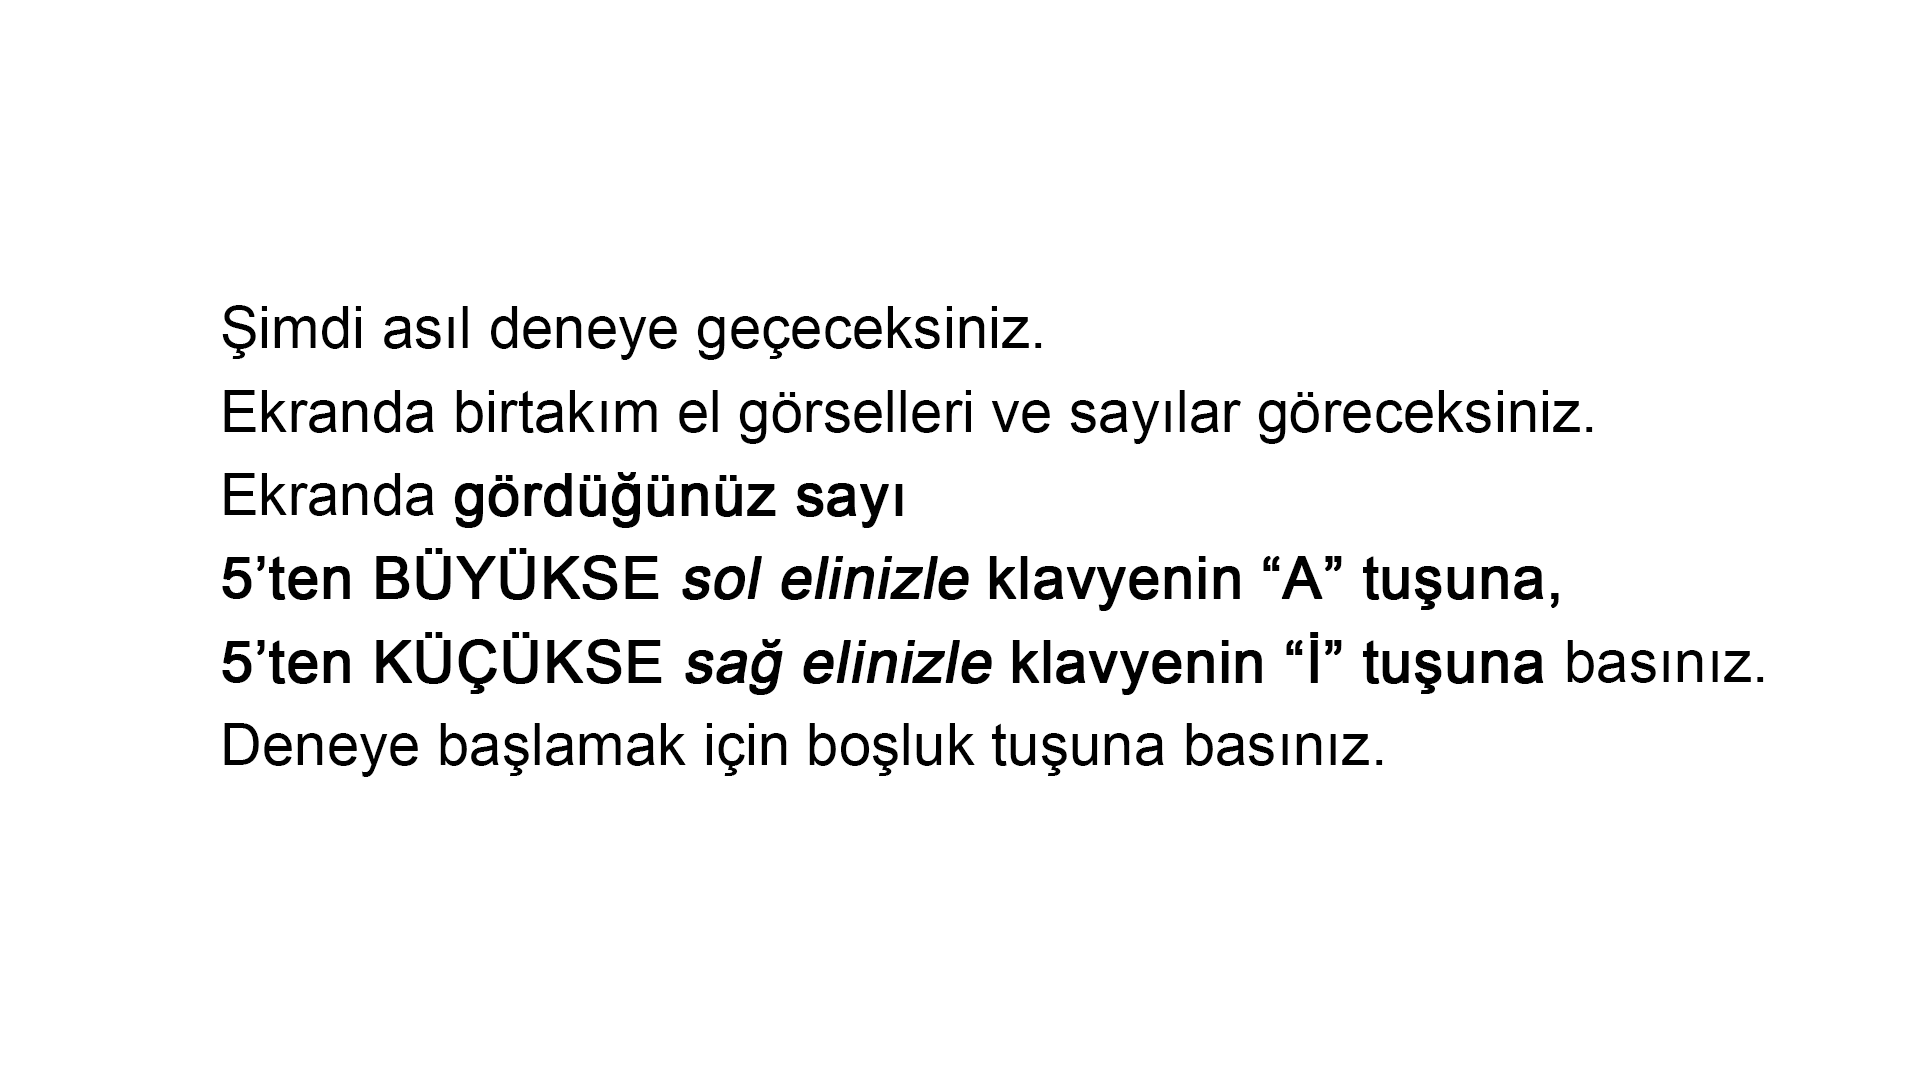 Şimdi asıl deneye geçeceksiniz.
Ekranda birtakım el görselleri ve sayılar göreceksiniz.
Ekranda gördüğünüz sayı
5’ten BÜYÜKSE sol elinizle klavyenin “A” tuşuna,
5’ten KÜÇÜKSE sağ elinizle klavyenin “İ” tuşuna basınız.
Deneye başlamak için boşluk tuşuna basınız.